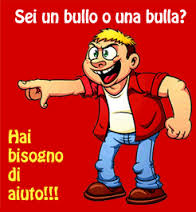 Sei un bullo o una bulla?
Hai
bisogno
di
aiuto!!!